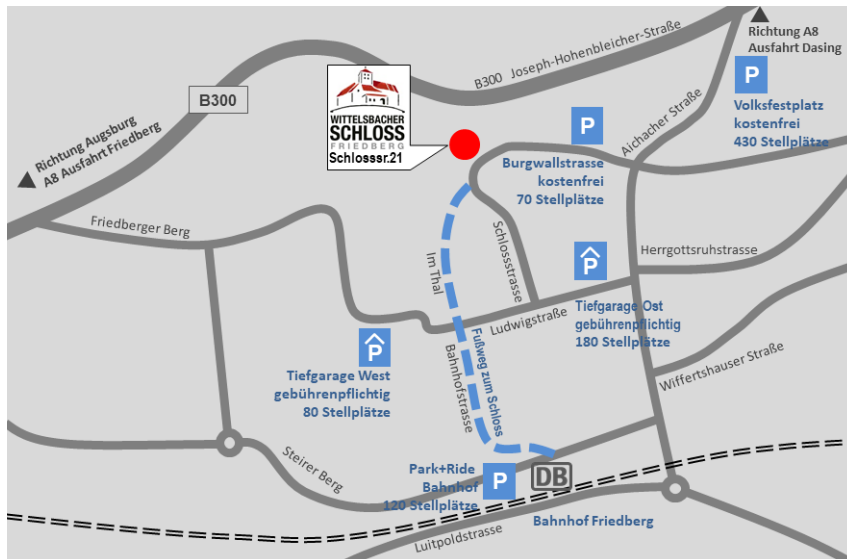 Richtung A8
Ausfahrt Dasing
B300 Joseph-Hohenbleicher-Straße
P
Volksfestplatz
kostenfrei
430 Stellplätze
B300
WITTELSBACHER
SCHLOSS
FRIEDBERG
Schlosssr.21
Richtung Augsburg
A8 Ausfahrt Friedberg
P
Burgwallstrasse
kostenfrei
70 Stellplätze
Aichacher Straße
Friedberger Berg
Im Thal
Schlossstrasse
Herrgottsruhstrasse
P
Tiefgarage Ost
gebührenpflichtig
180 Stellplätze
Ludwigstraße
P
Tiefgarage West
gebührenpflichtig
80 Stellplätze
Bahnhofstrasse
Fußweg zum Schloss
Wiffertshauser Straße
Steirer Berg
Park+Ride
Bahnhof
120 Stellplätze
P
DB
Bahnhof Friedberg
Luitpoldstrasse